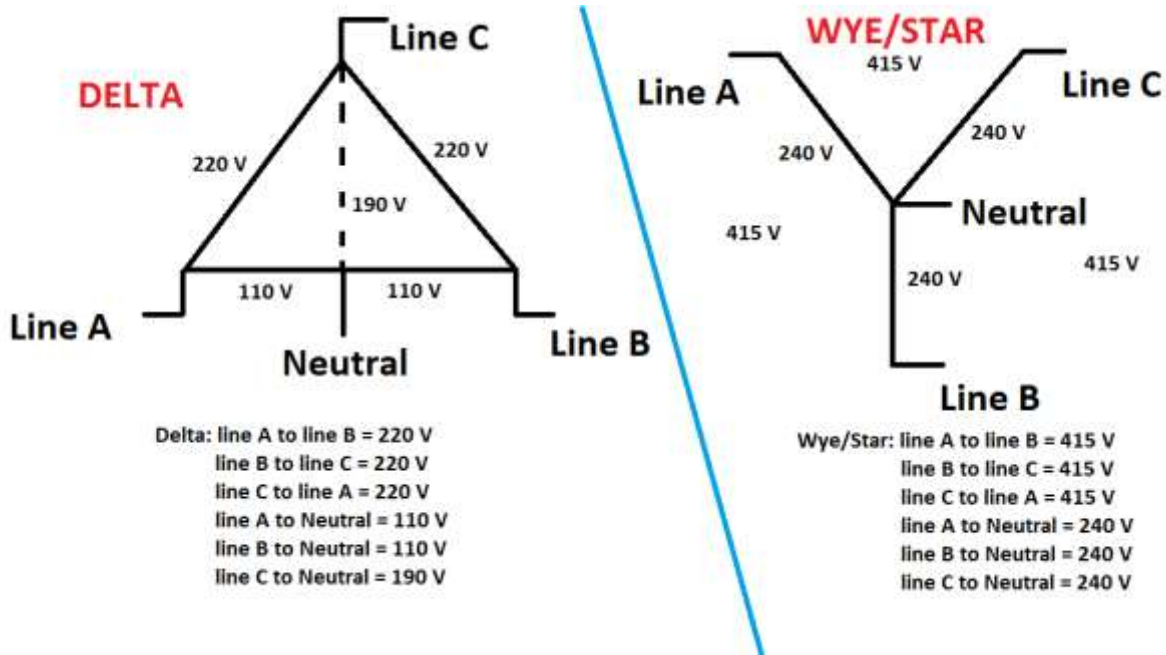 Line C
DELTA
220 V
220 V
190 V
110 V
110 V
Line A
Line B
Neutral
Delta: line A to line B = 220 V
line B to line C = 220 V
line C to line A = 220 V
line A to Neutral = 110 V
line B to Neutral = 110 V
line C to Neutral = 190 V
WYE/STAR
415 V
Line A
Line C
240 V
240 V
Neutral
415 V
415 V
240 V
Line B
Wye/Star: line A to line B = 415 V
line B to line C = 415 V
line C to line A = 415 V
line A to Neutral = 240 V
line B to Neutral = 240 V
line C to Neutral = 240 V